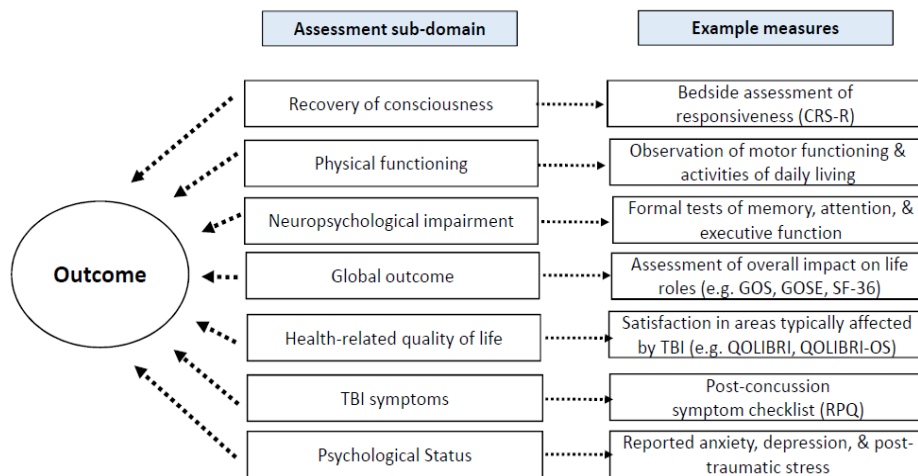 Assessment sub-domain
Example measures
Recovery of consciousness
Bedside assessment of
responsiveness (CRS-R)
Physical functioning
Observation of motor functioning &
activities of daily living
Neuropsychological impairment
Formal tests of memory, attention, &
executive function
Outcome
Global outcome
Assessment of overall impact on life
roles (e.g. GOS, GOSE, SF-36)
Health-related quality of life
Satisfaction in areas typically affected
by TBI (e.g. QOLIBRI, QOLIBRI-OS)
TBI symptoms
Post-concussion
symptom checklist (RPQ)
Psychological Status
Reported anxiety, depression, & post-
traumatic stress